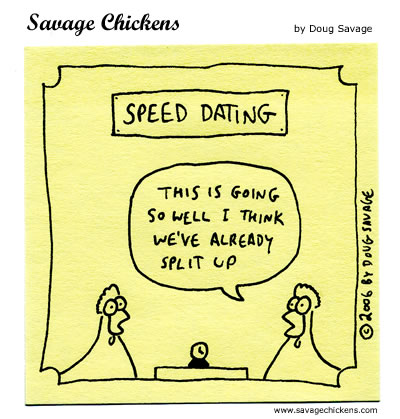 Savage Chickens
by Doug Savage
SPEED DATING
THIS IS GOING
SO WELL I THINK
WE'VE ALREADY
SPLIT UP
©2006 BY DOUG SAVAGE
www.savagechickens.com